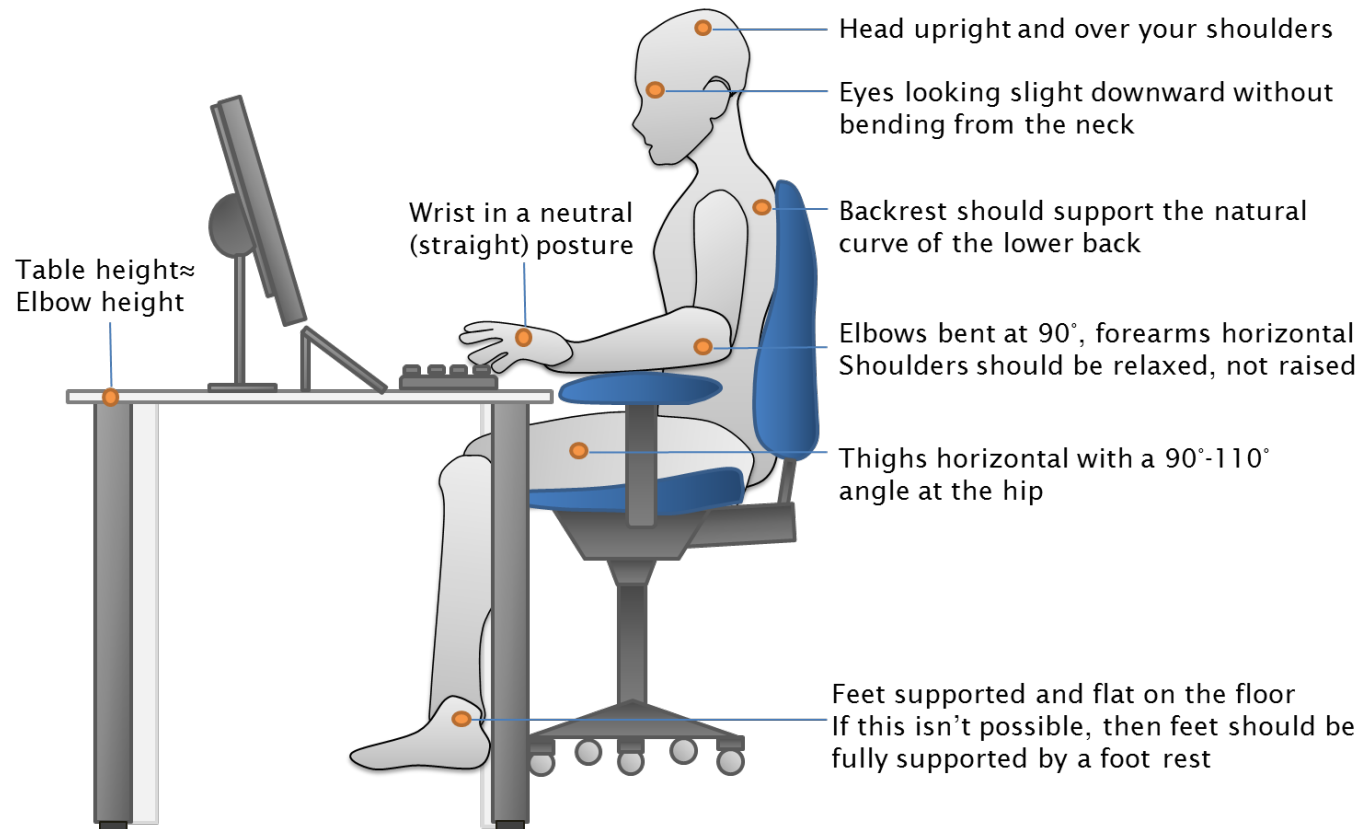 Head upright and over your shoulders
Eyes looking slight downward without
bending from the neck
Wrist in a neutral
(straight) posture
Backrest should support the natural
curve of the lower back
Table height≈
Elbow height
Elbows bent at 90°, forearms horizontal
Shoulders should be relaxed, not raised
Thighs horizontal with a 90°-110°
angle at the hip
Feet supported and flat on the floor
If this isn't possible, then feet should be
fully supported by a foot rest